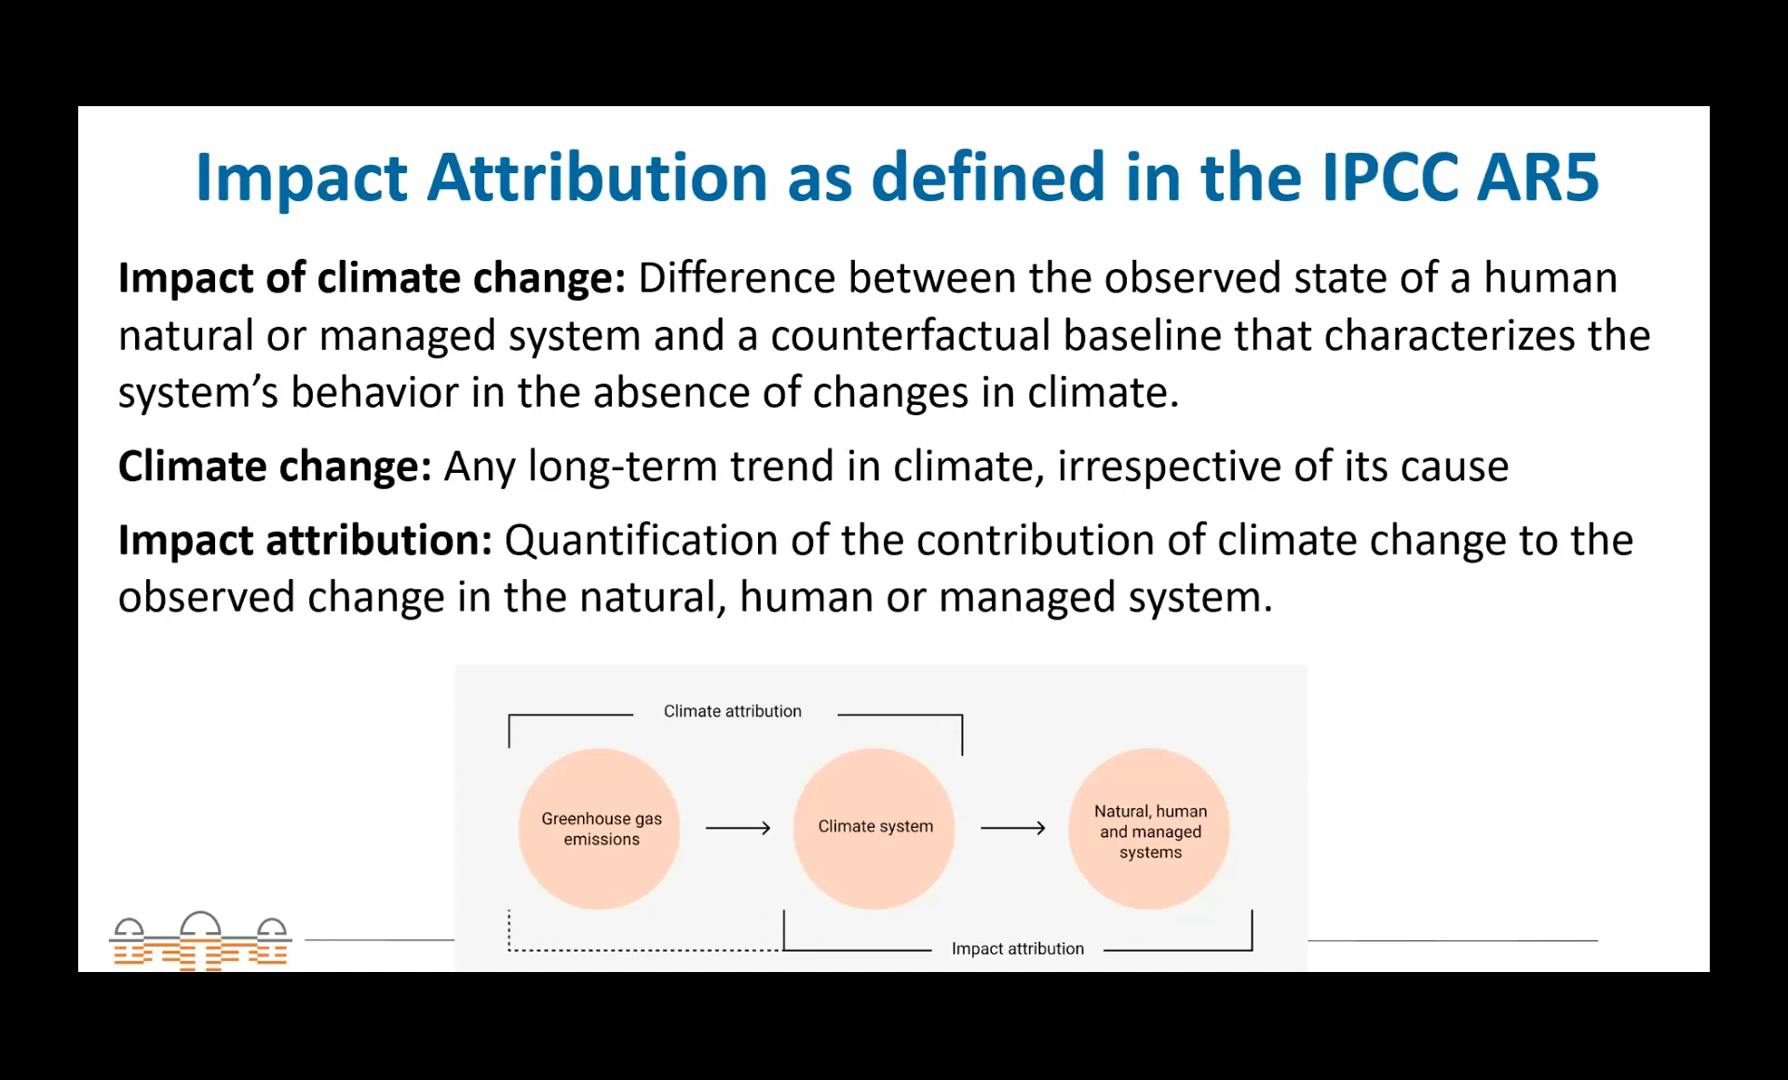 Impact Attribution as defined in the IPCC AR5
Impact of climate change: Difference between the observed state of a human
natural or managed system and a counterfactual baseline that characterizes the
system’s behavior in the absence of changes in climate.
Climate change: Any long-term trend in climate, irrespective of its cause
Impact attribution: Quantification of the contribution of climate change to the
observed change in the natural, human or managed system.
Climate attribution
Greenhouse gas
emissions
Climate system
Natural, human
and managed
systems
Impact attribution